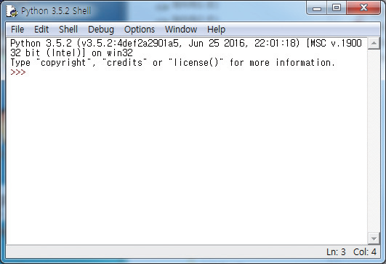 Python 3.5.2 Shell
File Edit Shell Debug Options Window Help
Python 3.5.2 (v3.5.2:4def2a2901a5, Jun 25 2016, 22:01:18) [MSC v.1900
32 bit (Intel)] on win32
Type "copyright", "credits" or "license()" for more information.
>>>
Ln: 3 Col: 4